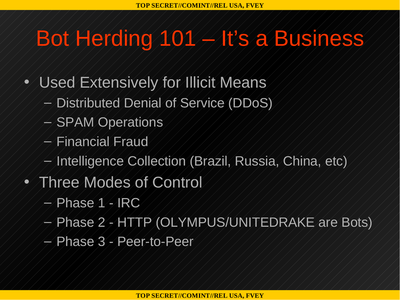 TOP SECRET//COMINT//REL USA, FVEY
Bot Herding 101 – It's a Business
• Used Extensively for Illicit Means
– Distributed Denial of Service (DDoS)
– SPAM Operations
– Financial Fraud
– Intelligence Collection (Brazil, Russia, China, etc)
• Three Modes of Control
– Phase 1 - IRC
– Phase 2 - HTTP (OLYMPUS/UNITEDRAKE are Bots)
– Phase 3 - Peer-to-Peer
TOP SECRET//COMINT//REL USA, FVEY